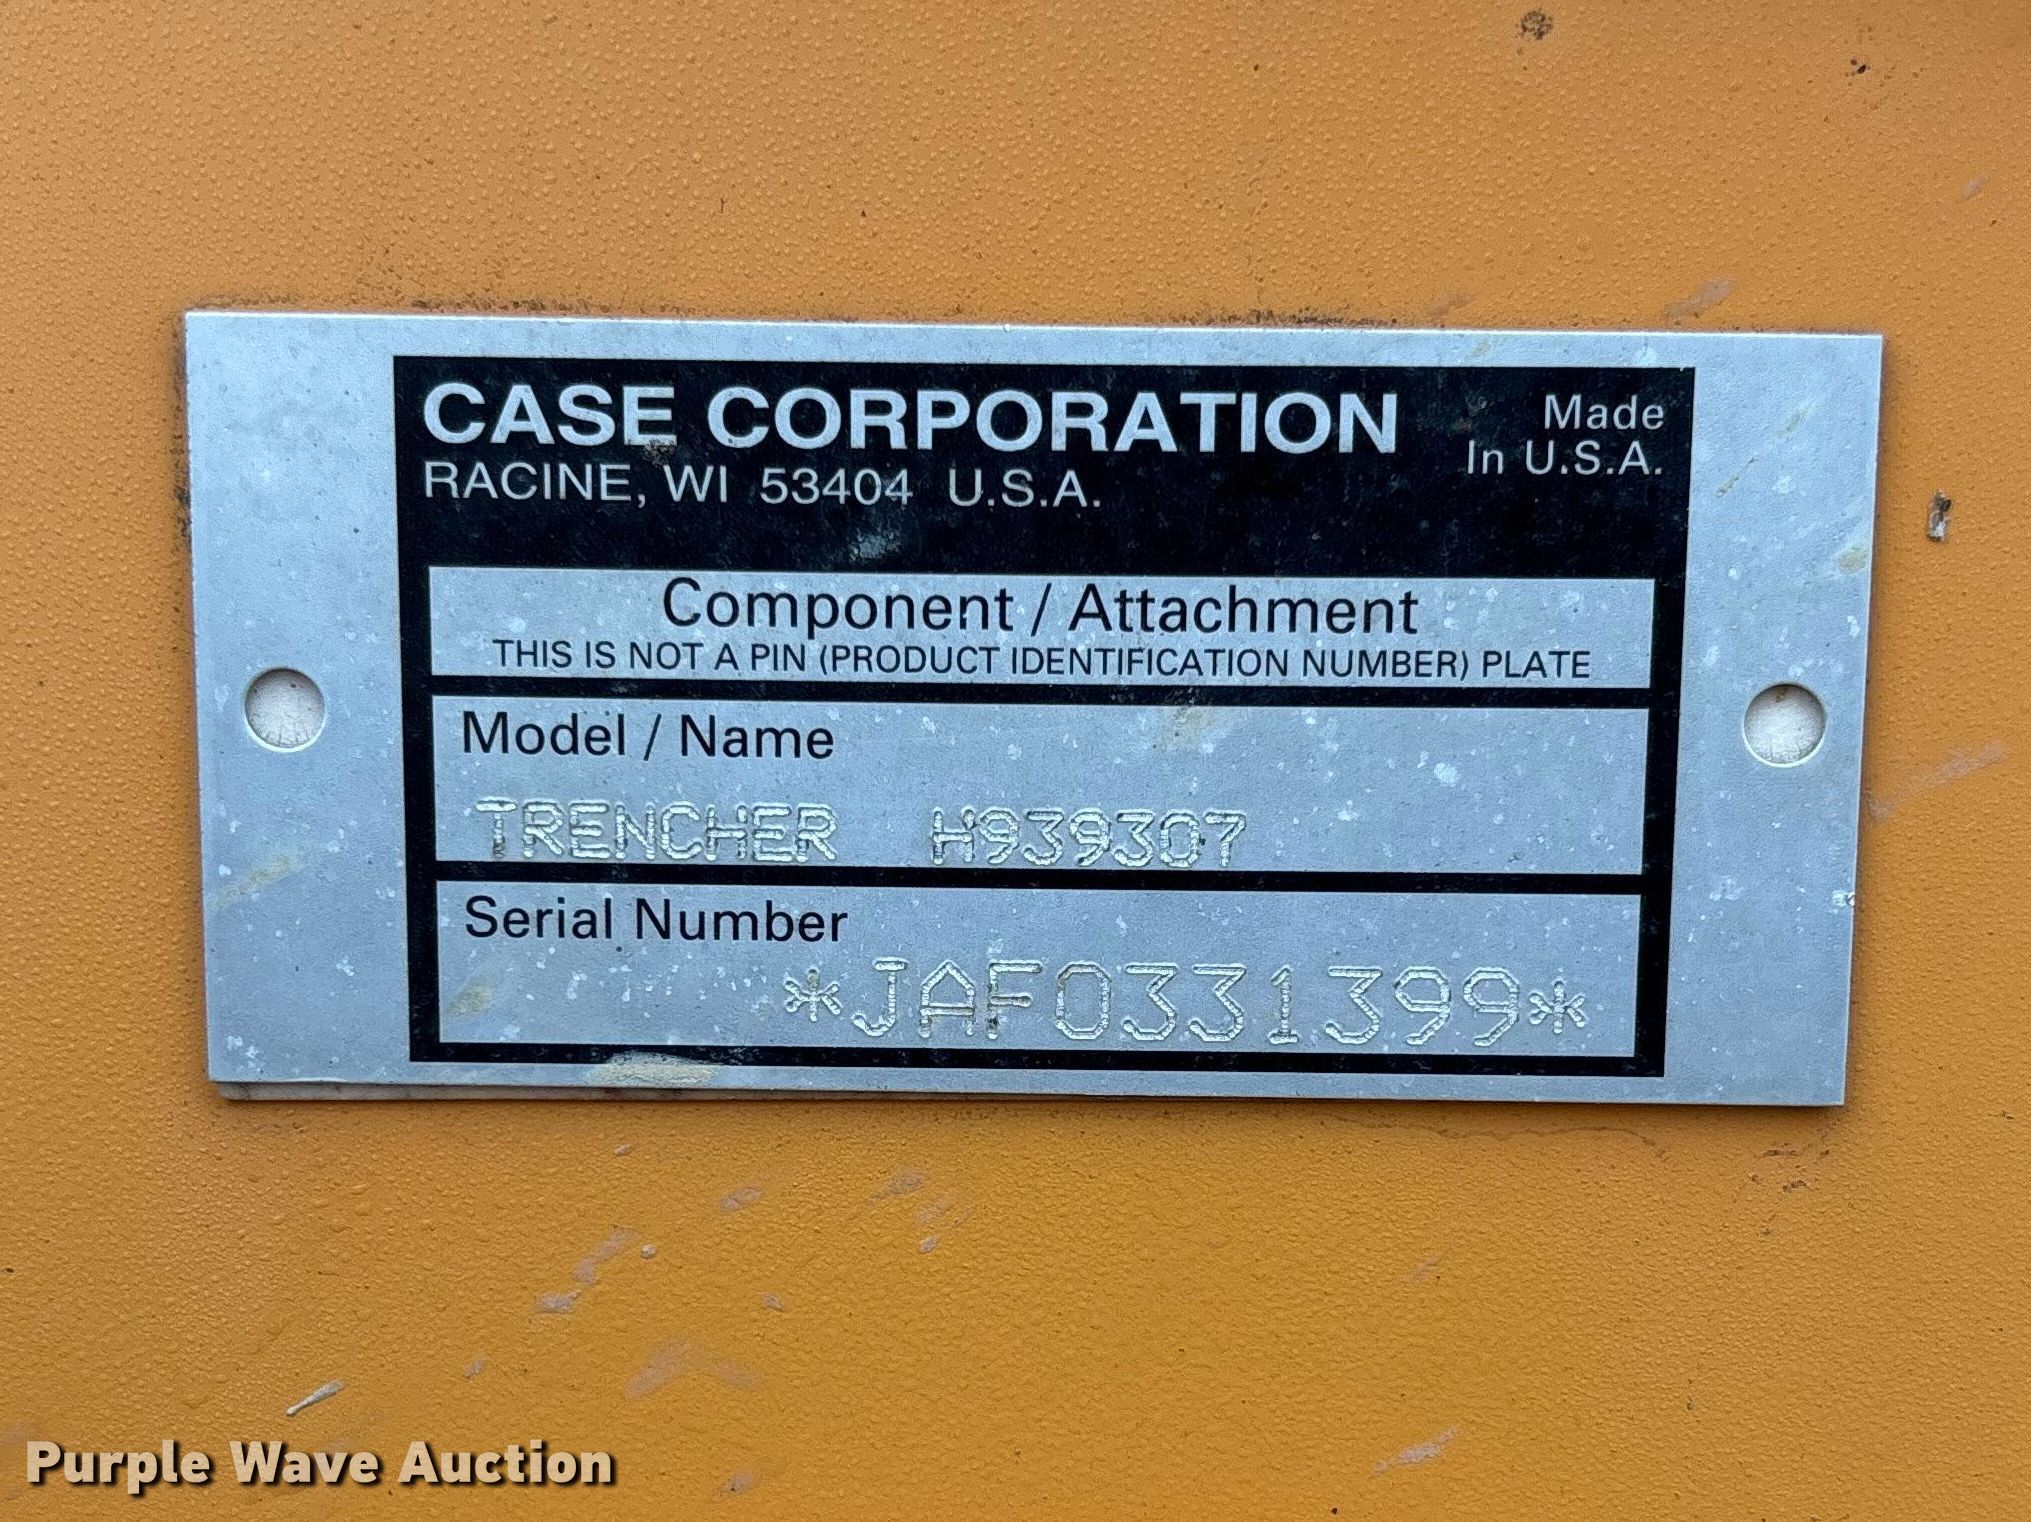 CASE CORPORATION
RACINE, WI 53404 U.S.A.
Made
In U.S.A.
Component / Attachment
THIS IS NOT A PIN (PRODUCT IDENTIFICATION NUMBER) PLATE
Model / Name
TRENCHER H939307
Serial Number
*JAF0331399*
Purple Wave Auction